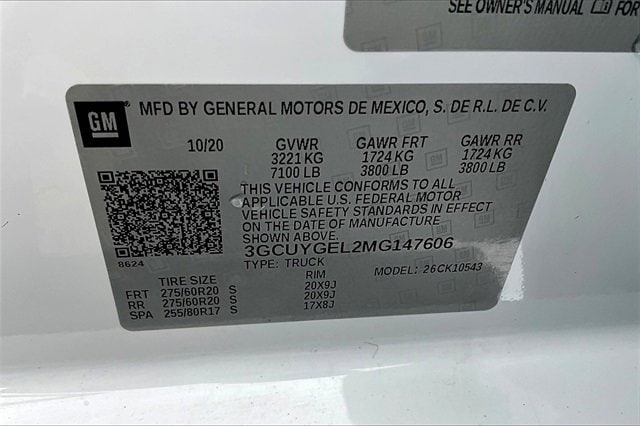 SEE OWNER'S MANUAL FOR
GM
MFD BY GENERAL MOTORS DE MEXICO, S. DE R.L. DE C.V.
10/20 GVWR GAWR FRT GAWR RR
3221 KG 1724 KG 1724 KG
7100 LB 3800 LB 3800 LB
THIS VEHICLE CONFORMS TO ALL
APPLICABLE U.S. FEDERAL MOTOR
VEHICLE SAFETY STANDARDS IN EFFECT
ON THE DATE OF MANUFACTURE
SHOWN ABOVE.
3GCUYGEL2MG147606
8624
TYPE: TRUCK MODEL: 26CK10543
TIRE SIZE RIM
FRT 275/60R20 S 20X9J
RR 275/60R20 S 20X9J
SPA 255/80R17 S 17X8J